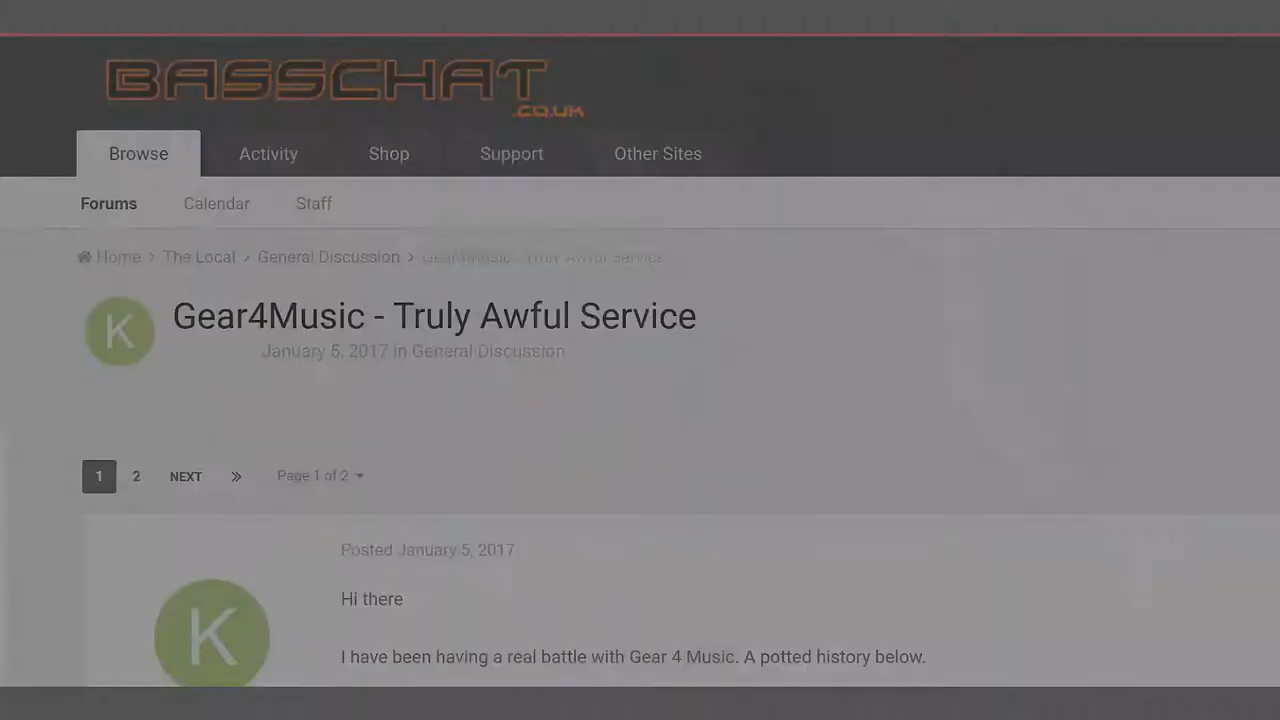 BASSCHAT
.co.uk
Browse Activity Shop Support Other Sites
Forums Calendar Staff
Home > The Local > General Discussion > Gear4Music - Truly Awful Service
K
Gear4Music - Truly Awful Service
January 5, 2017 in General Discussion
1 2 NEXT » Page 1 of 2
Posted January 5, 2017
K
Hi there
I have been having a real battle with Gear 4 Music. A potted history below.